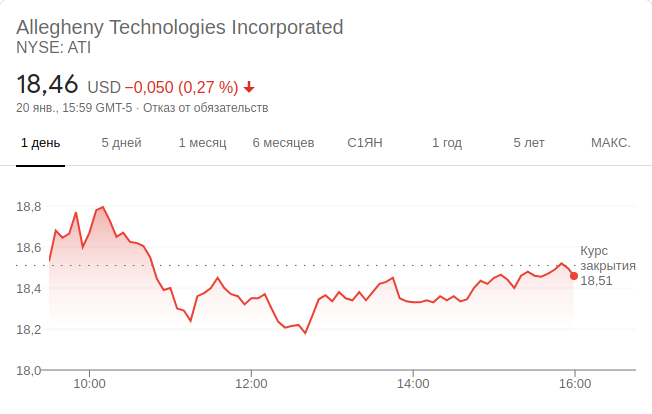 Allegheny Technologies Incorporated
NYSE: ATI
18,46 USD −0,050 (0,27 %)
20 янв., 15:59 GMT-5 · Отказ от обязательств
1 день 5 дней 1 месяц 6 месяцев С1ЯН 1 год 5 лет МАКС.
18,8
18,6
Курс
закрытия
18,51
18,4
18,2
18,0
10:00 12:00 14:00 16:00